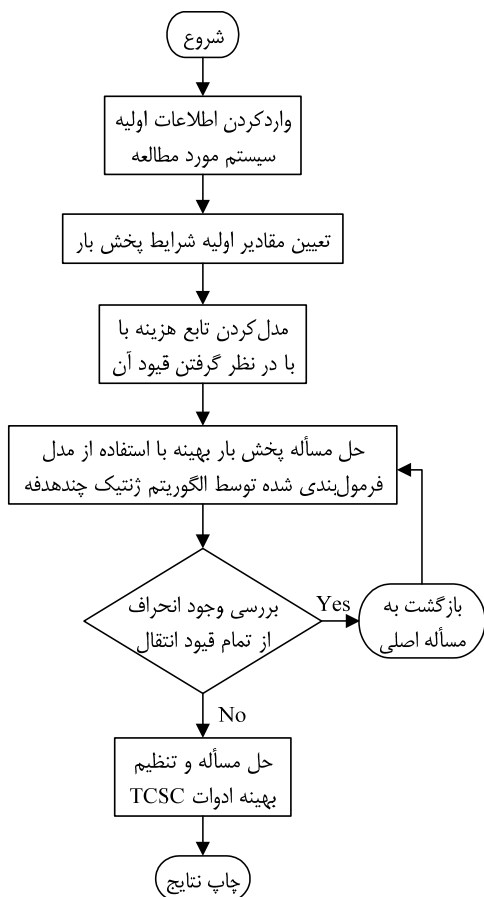 شروع
واردکردن اطلاعات اولیه
سیستم مورد مطالعه
تعیین مقادیر اولیه شرایط پخش بار
مدل‌کردن تابع هزینه با
با در نظر گرفتن قیود آن
حل مسأله پخش بار بهینه با استفاده از مدل
فرمول‌بندی شده توسط الگوریتم ژنتیک چندهدفه
بررسی وجود انحراف
از تمام قیود انتقال
Yes
بازگشت به
مسأله اصلی
No
حل مسأله و تنظیم
بهینه ادوات TCSC
چاپ نتایج